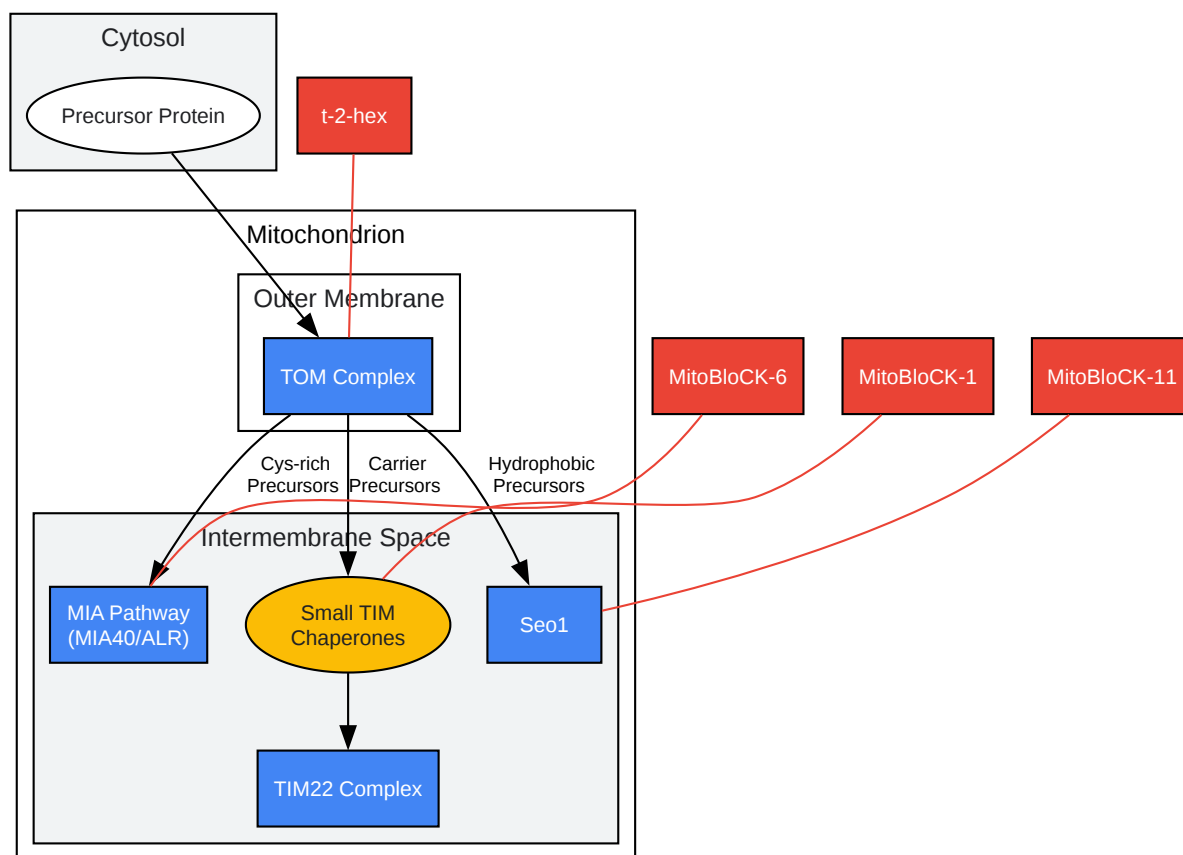 Cytosol
Precursor Protein
t-2-hex
Mitochondrion
Outer Membrane
TOM Complex
MitoBloCK-6
MitoBloCK-1
MitoBloCK-11
Cys-rich
Precursors
Carrier
Precursors
Hydrophobic
Precursors
Intermembrane Space
MIA Pathway
(MIA40/ALR)
Small TIM
Chaperones
Seo1
TIM22 Complex